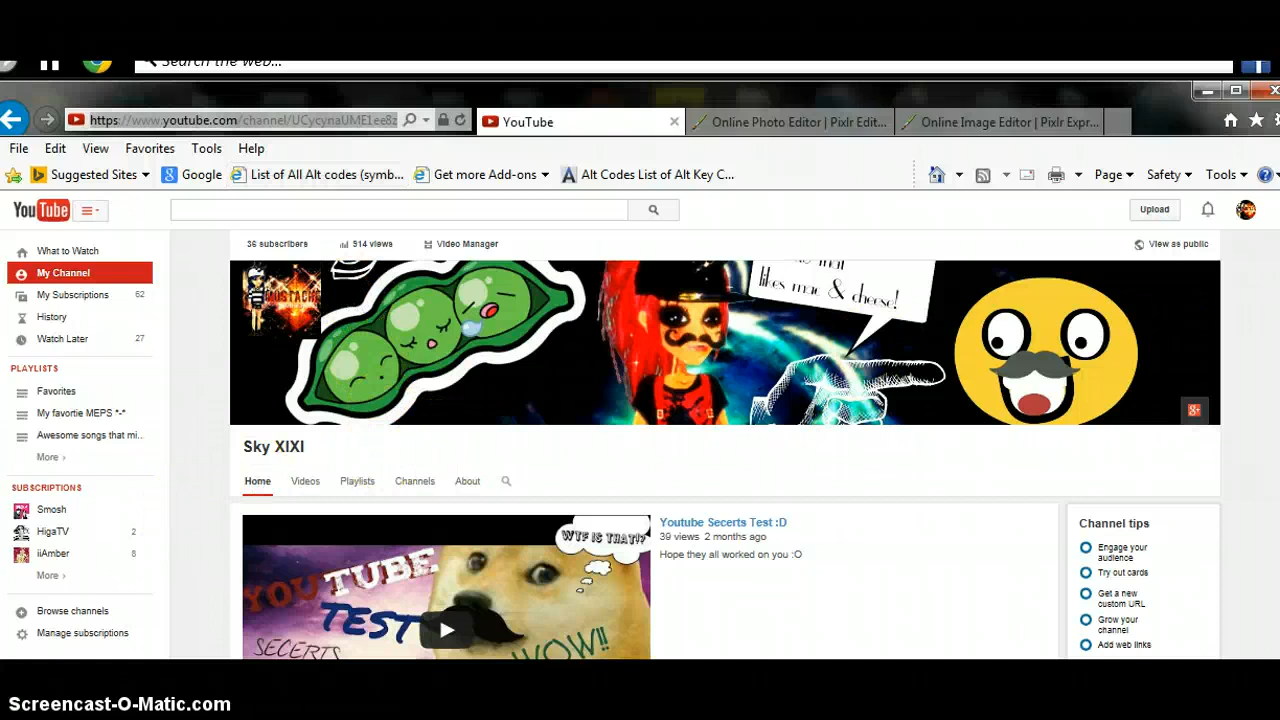 Search the web...
https://www.youtube.com/channel/UCycynaUME1ee8z
YouTube
Online Photo Editor | Pixlr Edit...
Online Image Editor | Pixlr Expr...
File Edit View Favorites Tools Help
Suggested Sites Google List of All Alt codes (symb... Get more Add-ons Alt Codes List of Alt Key C... Page Safety Tools
YouTube Upload
36 subscribers 914 views Video Manager View as public
What to Watch
My Channel
My Subscriptions 62
History
Watch Later 27
PLAYLISTS
Favorites
My favortie MEPS *-*
Awesome songs that mi..
More ›
SUBSCRIPTIONS
Smosh
HigaTV 2
iiAmber 8
More ›
Browse channels
Manage subscriptions
MUSTACHE
that
likes mac & cheese!
g+
Sky XIXI
Home Videos Playlists Channels About
WTF IS THAT!?
YOUTUBE
TEST
SECERTS
WOW!!
Youtube Secerts Test :D
39 views 2 months ago
Hope they all worked on you :O
Channel tips
Engage your
audience
Try out cards
Get a new
custom URL
Grow your
channel
Add web links
Screencast-O-Matic.com